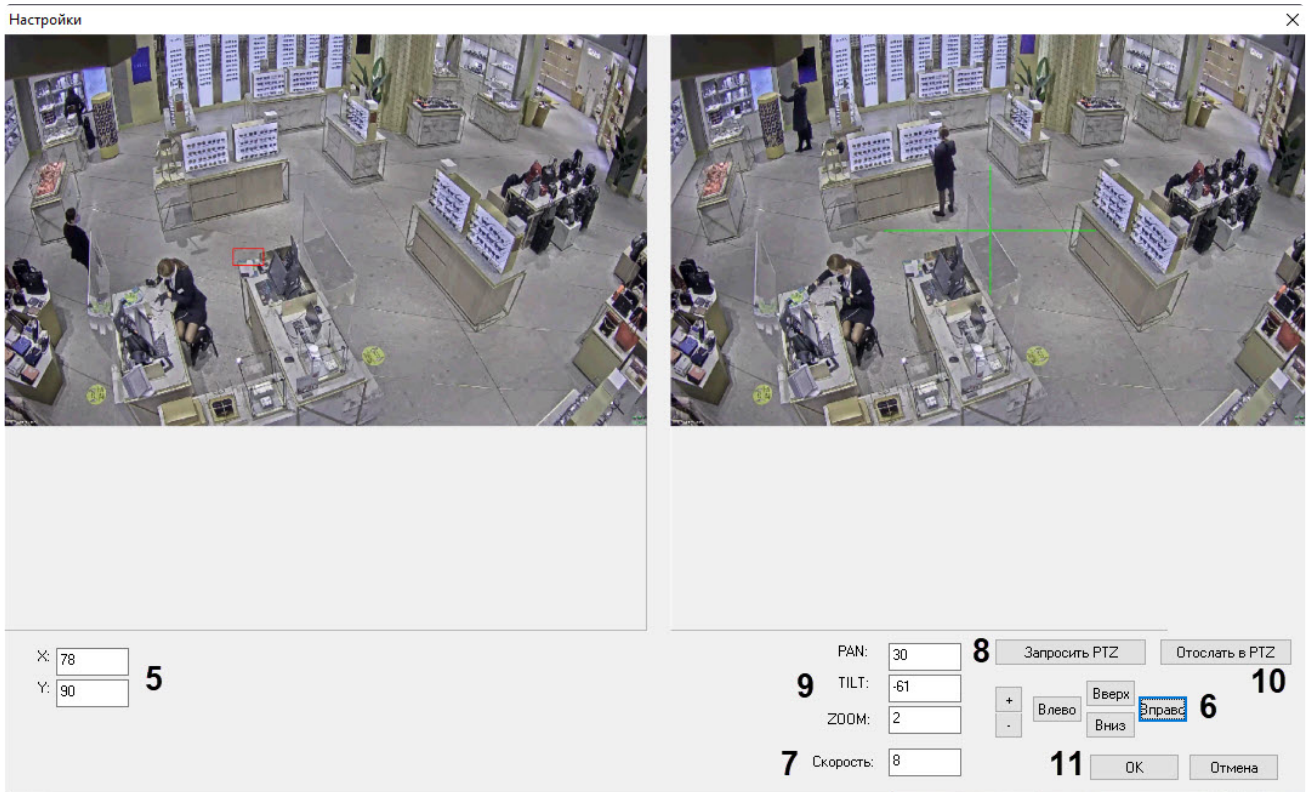 Настройки
X: 78
Y: 90
5
PAN: 30
TILT: -61
ZOOM: 2
9
7 Скорость: 8
8 Запросить PTZ
Отослать в PTZ
10
+
-
Влево
Вверх
Вниз
Вправо
6
11 OK
Отмена